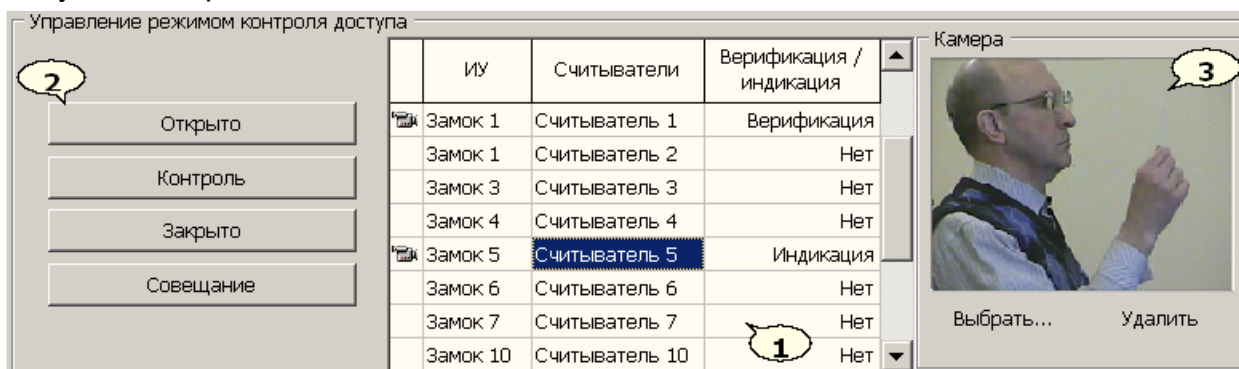 Управление режимом контроля доступа
2
Открыто
Контроль
Закрыто
Совещание
ИУ Считыватели Верификация / индикация
Замок 1 Считыватель 1 Верификация
Замок 1 Считыватель 2 Нет
Замок 3 Считыватель 3 Нет
Замок 4 Считыватель 4 Нет
Замок 5 Считыватель 5 Индикация
Замок 6 Считыватель 6 Нет
Замок 7 Считыватель 7 Нет
Замок 10 Считыватель 10 Нет
1
Камера
3
Выбрать... Удалить